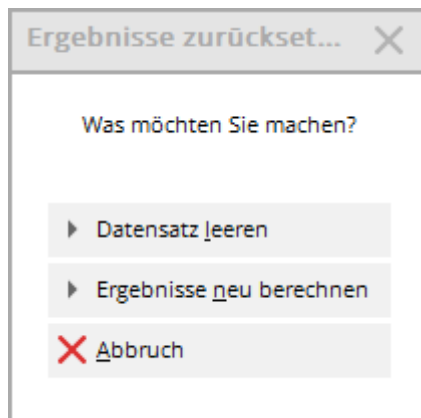 Ergebnisse zurückset...
Was möchten Sie machen?
Datensatz leeren
Ergebnisse neu berechnen
Abbruch